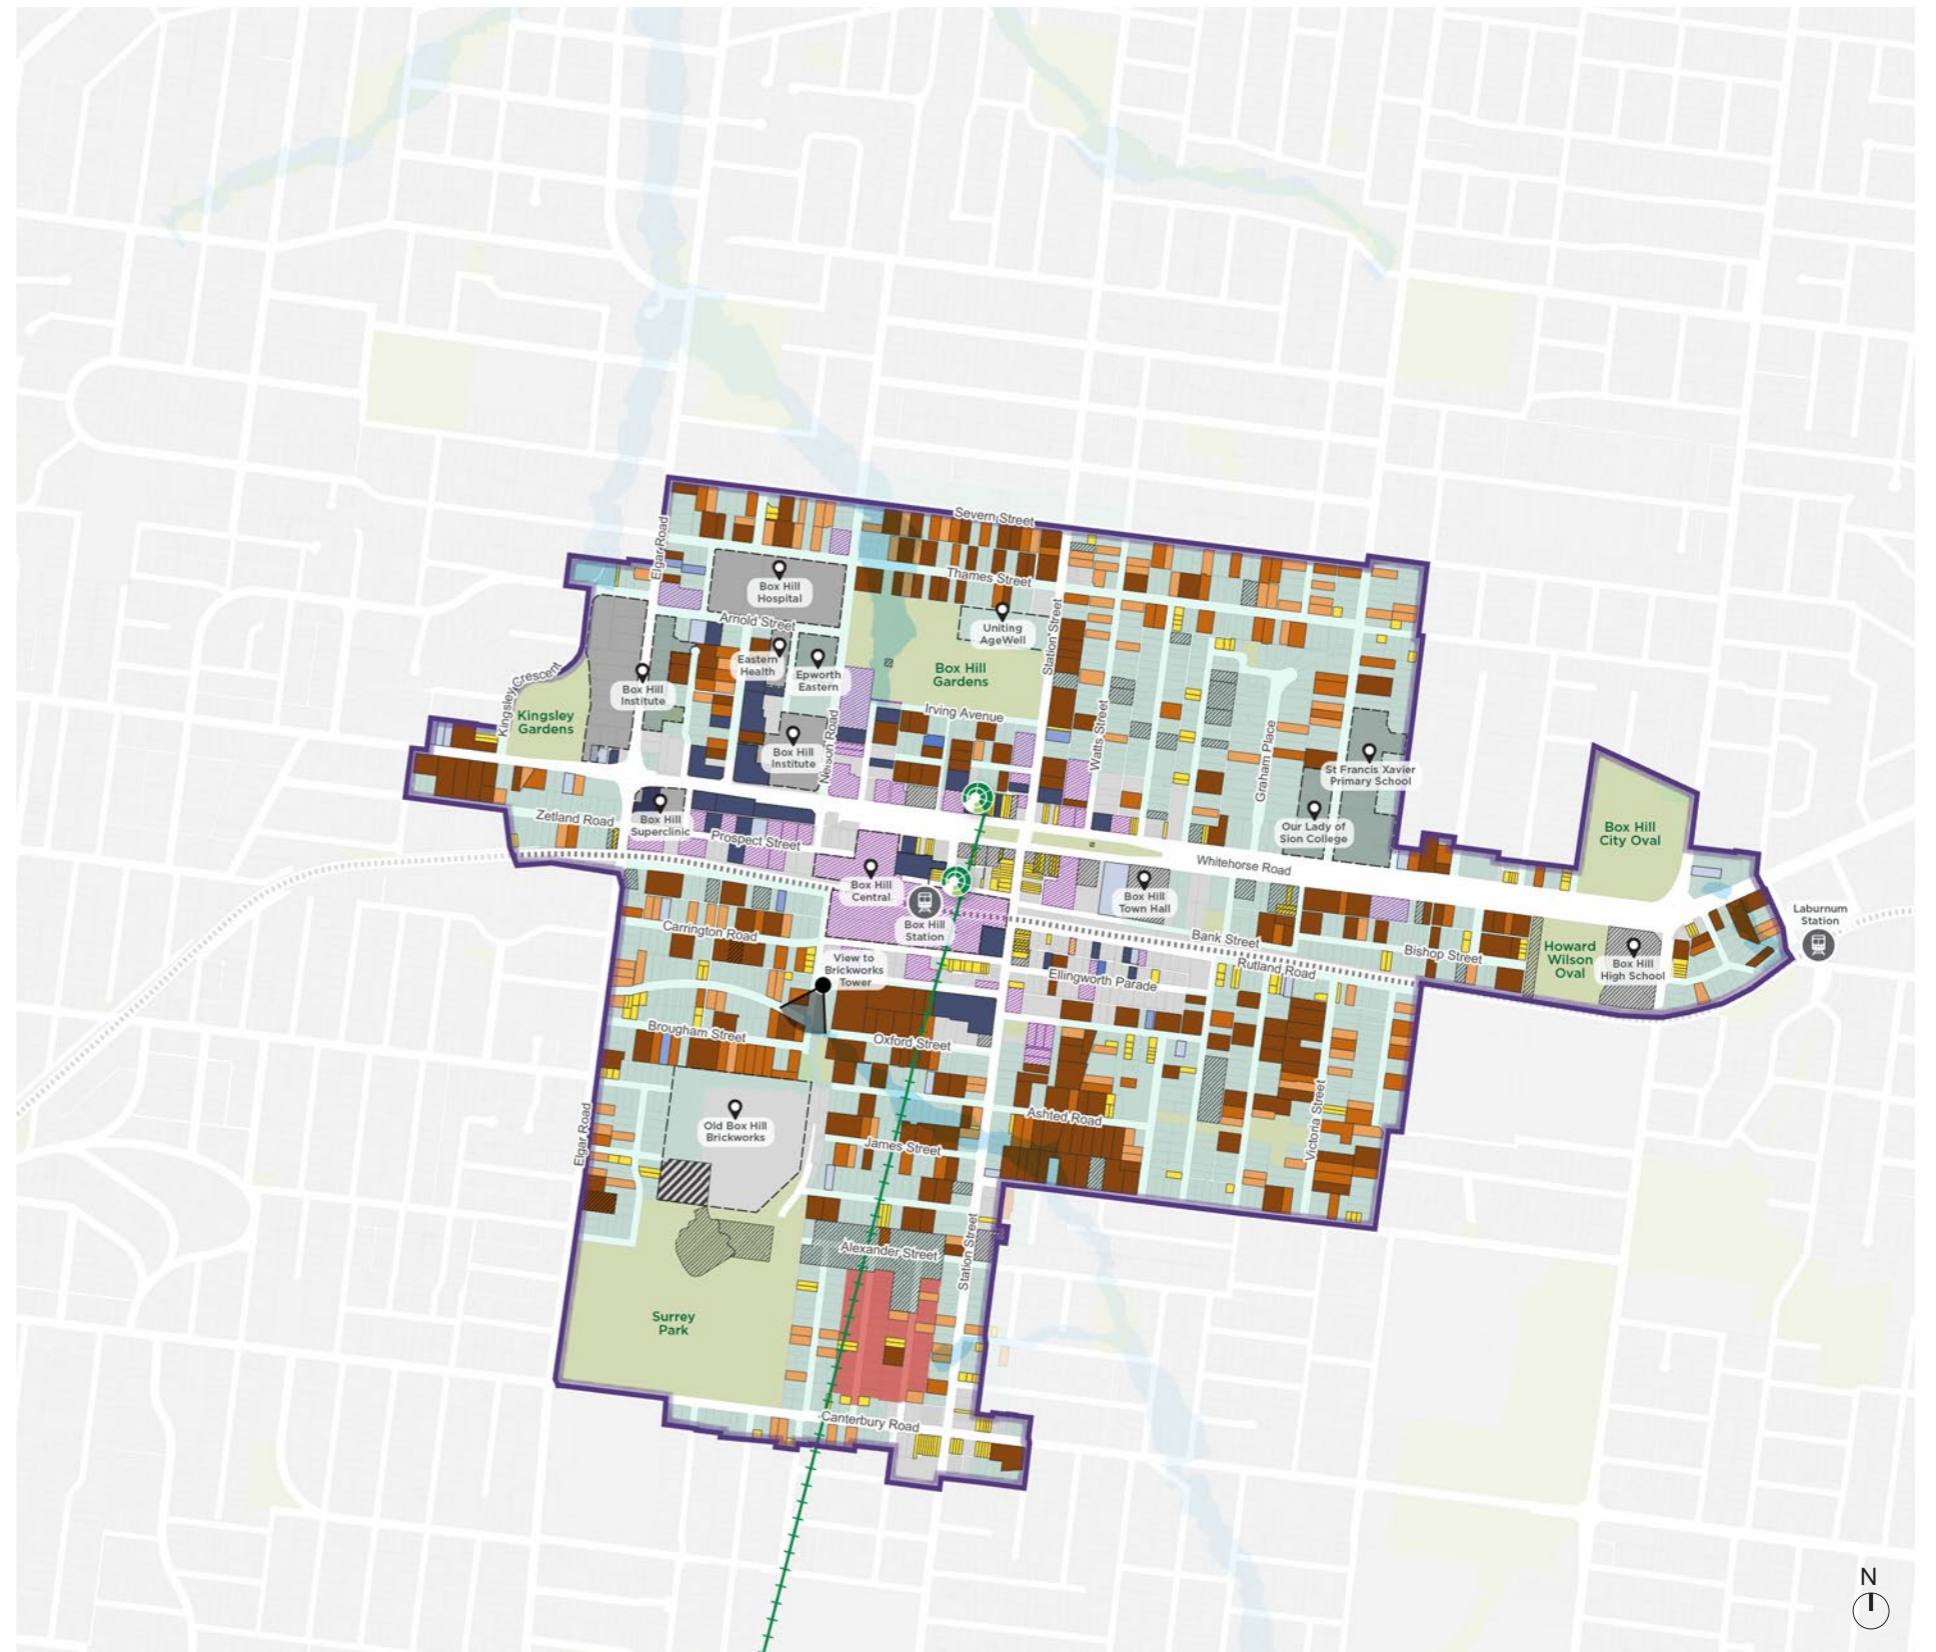 Severn Street
Elgar Road
Thames Street
Box Hill
Hospital
Arnold Street
Uniting
AgeWell
Station Street
Eastern
Health
Epworth
Eastern
Box Hill
Gardens
Kingsley Crescent
Box Hill
Institute
Kingsley
Gardens
Irving Avenue
Nelson Road
Watts Street
Graham Place
Box Hill
Institute
St Francis Xavier
Primary School
Zetland Road
Box Hill
Superclinic
Prospect Street
Our Lady of
Sion College
Box Hill
City Oval
Whitehorse Road
Box Hill
Central
Box Hill
Town Hall
Laburnum
Station
Box Hill
Station
Carrington Road
Bank Street
Rutland Road
Bishop Street
Howard
Wilson
Oval
Box Hill
High School
View to
Brickworks
Tower
Ellingworth Parade
Brougham Street
Oxford Street
Old Box Hill
Brickworks
Elgar Road
Ashted Road
James Street
Victoria Street
Alexander Street
Station Street
Surrey
Park
Canterbury Road
N